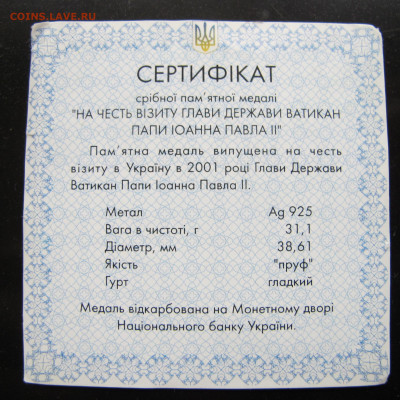 COINS.LAVE.RU
СЕРТИФІКАТ
срібної пам'ятної медалі
"НА ЧЕСТЬ ВІЗИТУ ГЛАВИ ДЕРЖАВИ ВАТИКАН
ПАПИ ІОАННА ПАВЛА ІІ"
Пам'ятна медаль випущена на честь
візиту в Україну в 2001 році Глави Держави
Ватикан Папи Іоанна Павла ІІ.
Метал Ag 925
Вага в чистоті, г 31,1
Діаметр, мм 38,61
Якість "пруф"
Гурт гладкий
Медаль відкарбована на Монетному дворі
Національного банку України.